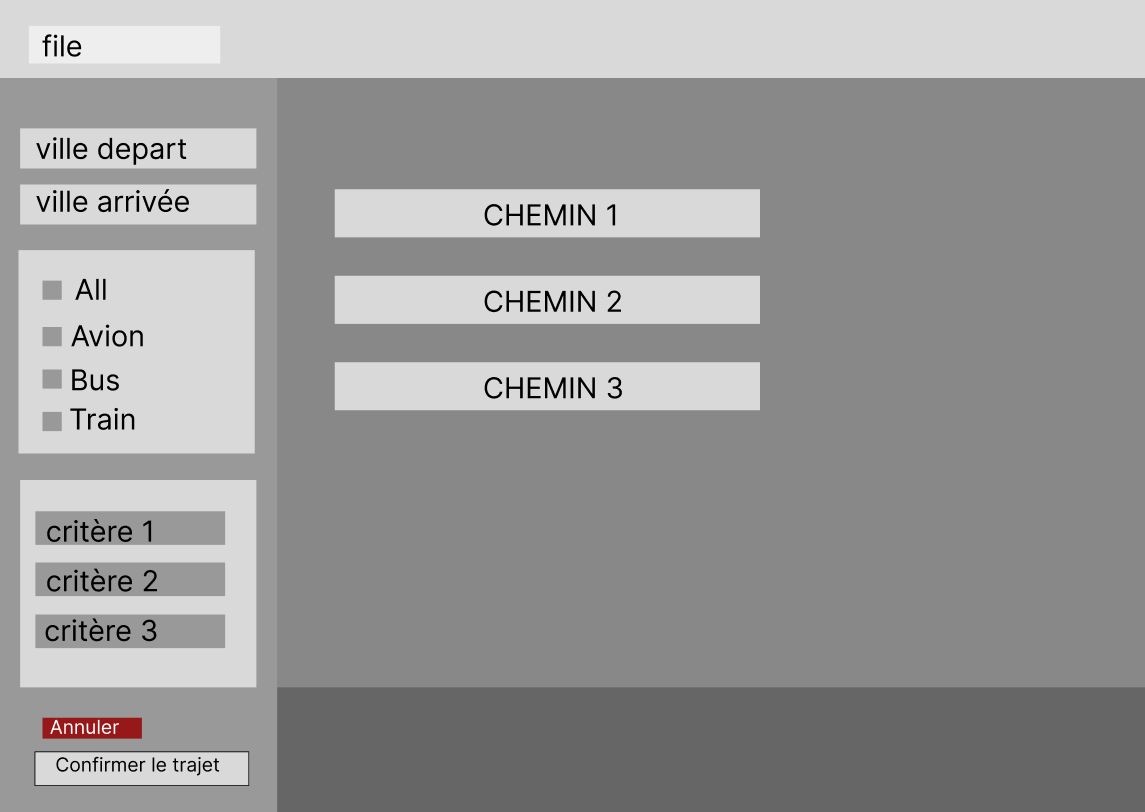 file
ville depart
ville arrivée
All
Avion
Bus
Train
critère 1
critère 2
critère 3
Annuler
Confirmer le trajet
CHEMIN 1
CHEMIN 2
CHEMIN 3